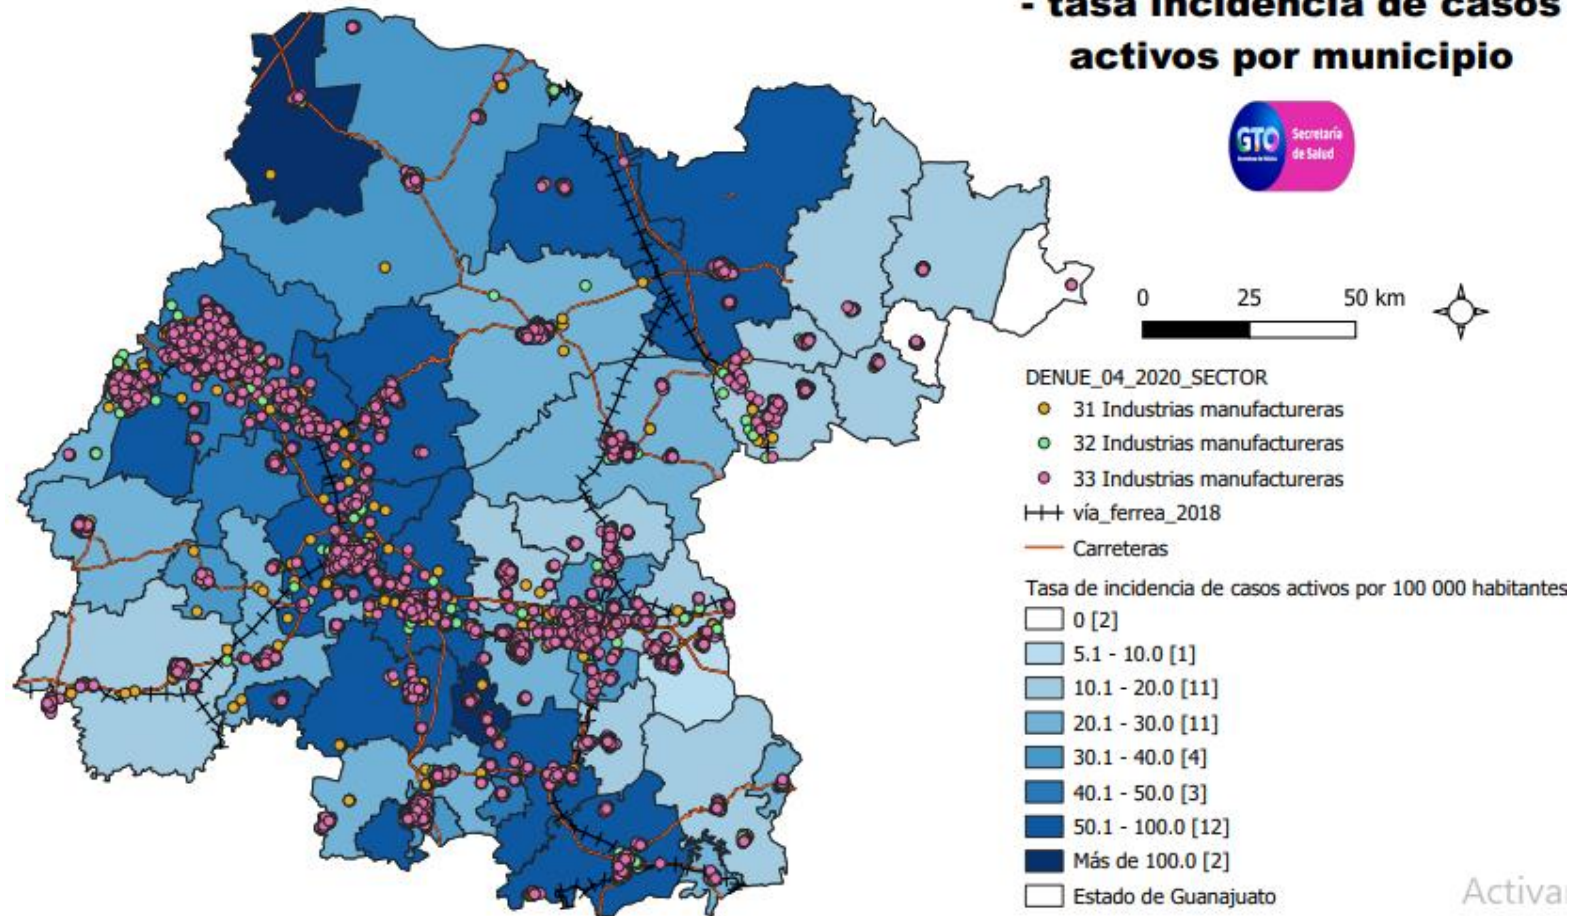 - tasa incidencia de casos
activos por municipio
GTO
Secretaría
de Salud
0 25 50 km
DENUE_04_2020_SECTOR
31 Industrias manufactureras
32 Industrias manufactureras
33 Industrias manufactureras
vía_ferrea_2018
Carreteras
Tasa de incidencia de casos activos por 100 000 habitantes
0 [2]
5.1 - 10.0 [1]
10.1 - 20.0 [11]
20.1 - 30.0 [11]
30.1 - 40.0 [4]
40.1 - 50.0 [3]
50.1 - 100.0 [12]
Más de 100.0 [2]
Estado de Guanajuato
Activa